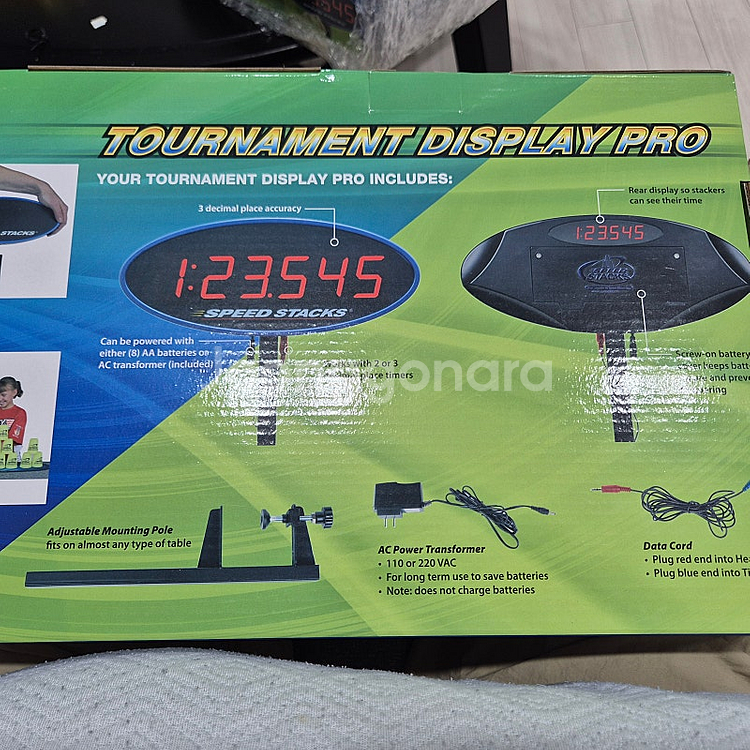 TOURNAMENT DISPLAY PRO
YOUR TOURNAMENT DISPLAY PRO INCLUDES:
3 decimal place accuracy
1:23.545
SPEED STACKS
Can be powered with
either (8) AA batteries or
AC transformer (included)
with 2 or 3
place timers
Rear display so stackers
can see their time
1:23.545
Screw-on battery
STACKS
Adjustable Mounting Pole
fits on almost any type of table
AC Power Transformer
• 110 or 220 VAC
• For long term use to save batteries
• Note: does not charge batteries
Data Cord
• Plug red end into
• Plug blue end into